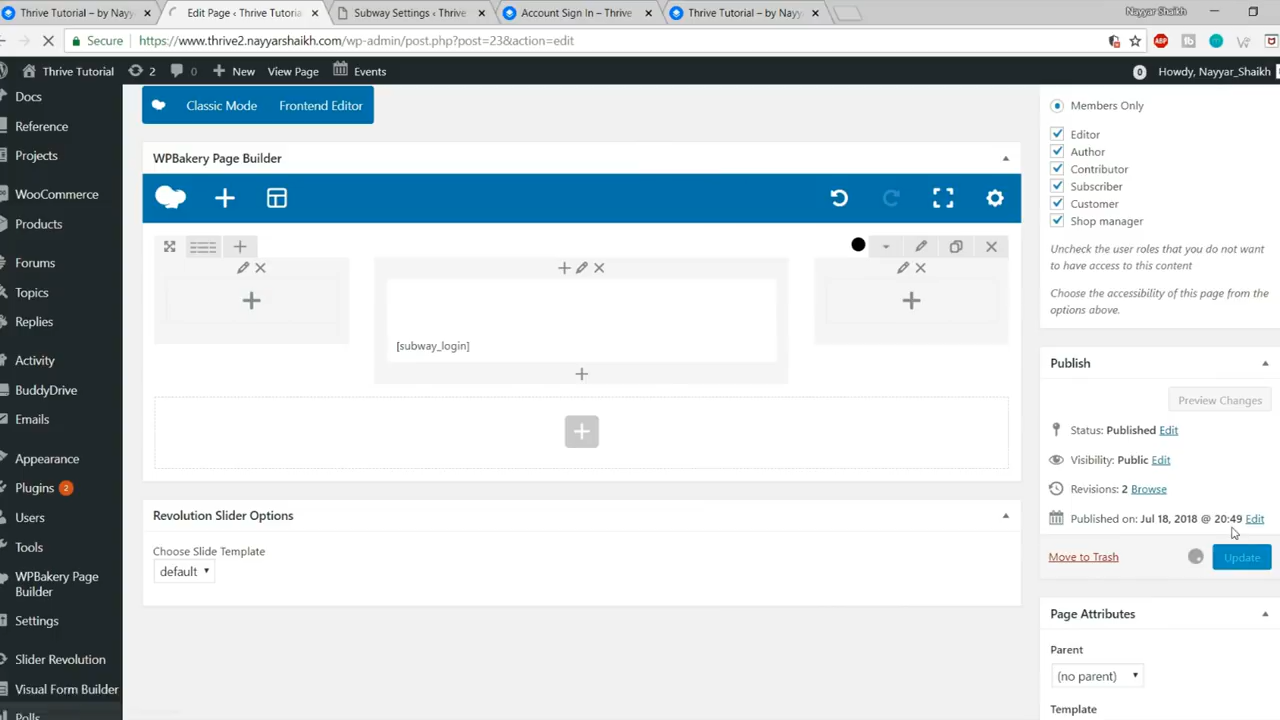 Thrive Tutorial – by Nayy
Edit Page ‹ Thrive Tutoria
Subway Settings ‹ Thrive
Account Sign In – Thrive
Thrive Tutorial – by Nayy
Nayyar Shaikh
Secure
https://www.thrive2.nayyarshaikh.com/wp-admin/post.php?post=23&action=edit
Thrive Tutorial
2
0
New
View Page
Events
0
Howdy, Nayyar_Shaikh
Docs
Reference
Projects
WooCommerce
Products
Forums
Topics
Replies
Activity
BuddyDrive
Emails
Appearance
Plugins 2
Users
Tools
WPBakery Page
Builder
Settings
Slider Revolution
Visual Form Builder
Polls
Classic Mode
Frontend Editor
WPBakery Page Builder
[subway_login]
Revolution Slider Options
Choose Slide Template
default
Members Only
Editor
Author
Contributor
Subscriber
Customer
Shop manager
Uncheck the user roles that you do not want
to have access to this content
Choose the accessibility of this page from the
options above.
Publish
Preview Changes
Status: Published Edit
Visibility: Public Edit
Revisions: 2 Browse
Published on: Jul 18, 2018 @ 20:49 Edit
Move to Trash
Update
Page Attributes
Parent
(no parent)
Template